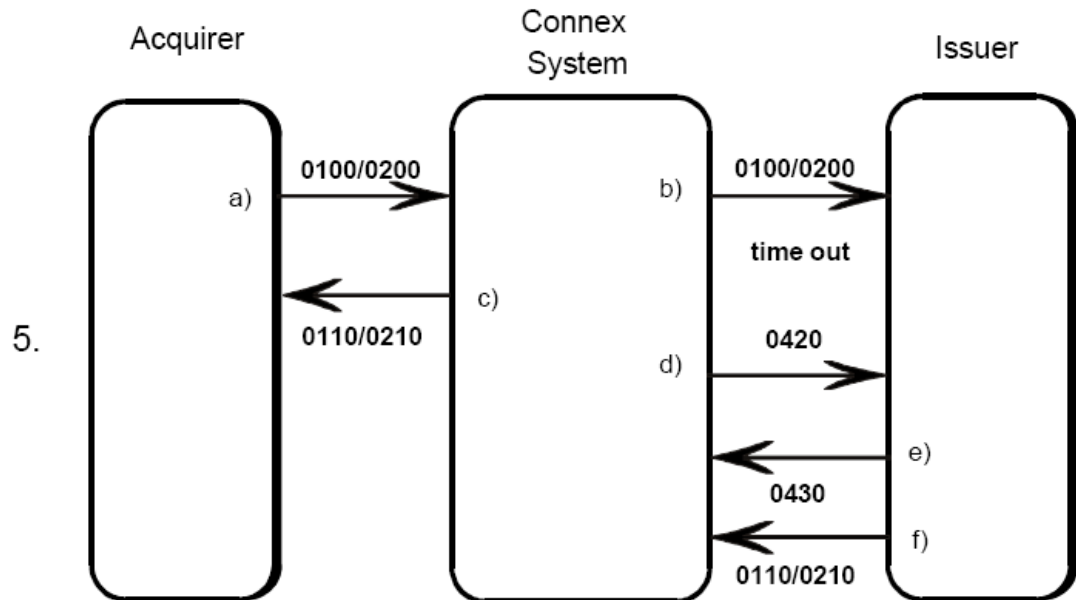 Acquirer
Connex
System
Issuer
0100/0200
0100/0200
a)
b)
time out
c)
0110/0210
5.
0420
d)
e)
0430
f)
0110/0210